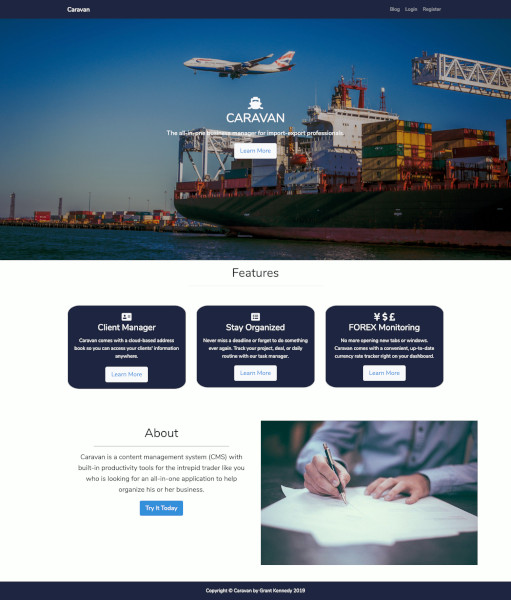 Caravan
Blog Login Register
CARAVAN
The all-in-one business manager for import-export professionals.
Learn More
Features
Client Manager
Caravan comes with a cloud-based address
book so you can access your clients' information
anywhere.
Learn More
Stay Organized
Never miss a deadline or forget to do something
ever again. Track your project, deal, or daily
routine with our task manager.
Learn More
¥ $ £
FOREX Monitoring
No more opening new tabs or windows.
Caravan comes with a convenient, up-to-date
currency rate tracker right on your dashboard.
Learn More
About
Caravan is a content management system (CMS) with
built-in productivity tools for the intrepid trader like you
who is looking for an all-in-one application to help
organize his or her business.
Try It Today
Copyright © Caravan by Grant Kennedy 2019